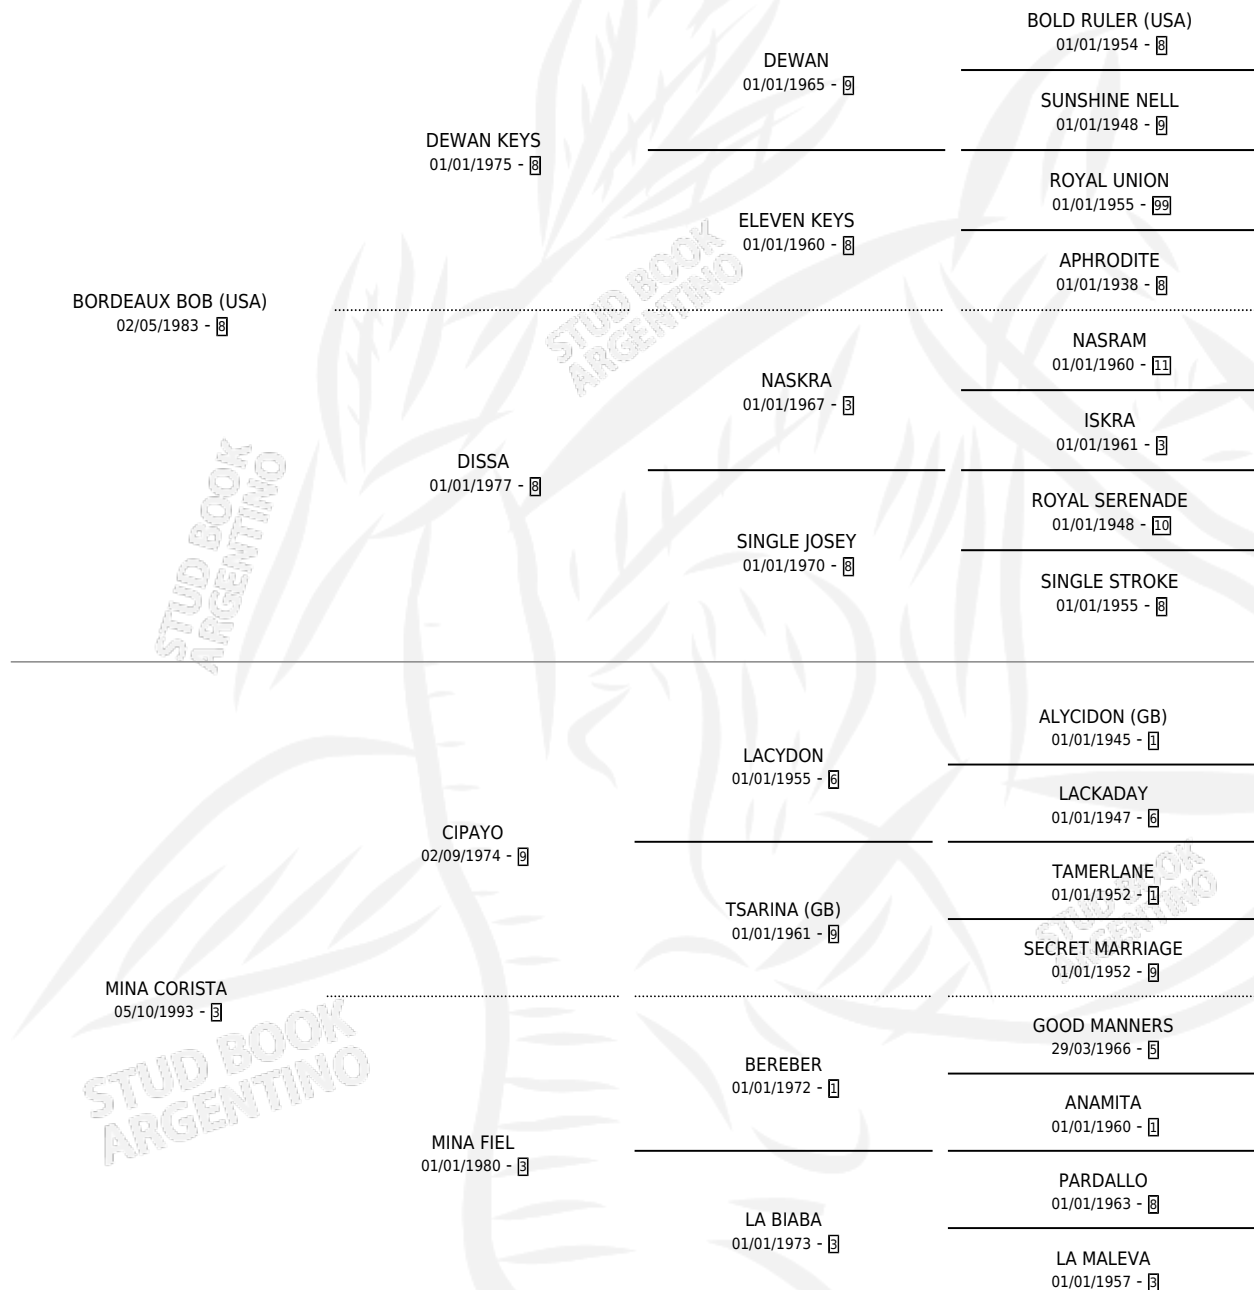 BORDEAUX BOB (USA)
02/05/1983 - 8
DEWAN KEYS
01/01/1975 - 8
DEWAN
01/01/1965 - 9
BOLD RULER (USA)
01/01/1954 - 8
SUNSHINE NELL
01/01/1948 - 9
ELEVEN KEYS
01/01/1960 - 8
ROYAL UNION
01/01/1955 - 99
APHRODITE
01/01/1938 - 8
DISSA
01/01/1977 - 8
NASKRA
01/01/1967 - 3
NASRAM
01/01/1960 - 11
ISKRA
01/01/1961 - 3
SINGLE JOSEY
01/01/1970 - 8
ROYAL SERENADE
01/01/1948 - 10
SINGLE STROKE
01/01/1955 - 8
MINA CORISTA
05/10/1993 - 3
CIPAYO
02/09/1974 - 9
LACYDON
01/01/1955 - 6
ALYCIDON (GB)
01/01/1945 - 1
LACKADAY
01/01/1947 - 6
TSARINA (GB)
01/01/1961 - 9
TAMERLANE
01/01/1952 - 1
SECRET MARRIAGE
01/01/1952 - 9
MINA FIEL
01/01/1980 - 3
BEREBER
01/01/1972 - 1
GOOD MANNERS
29/03/1966 - 5
ANAMITA
01/01/1960 - 1
LA BIABA
01/01/1973 - 3
PARDALLO
01/01/1963 - 8
LA MALEVA
01/01/1957 - 3
STUD BOOK
ARGENTINO
STUD BOOK
ARGENTINO
STUD BOOK
ARGENTINO
STUD BOOK
ARGENTINO